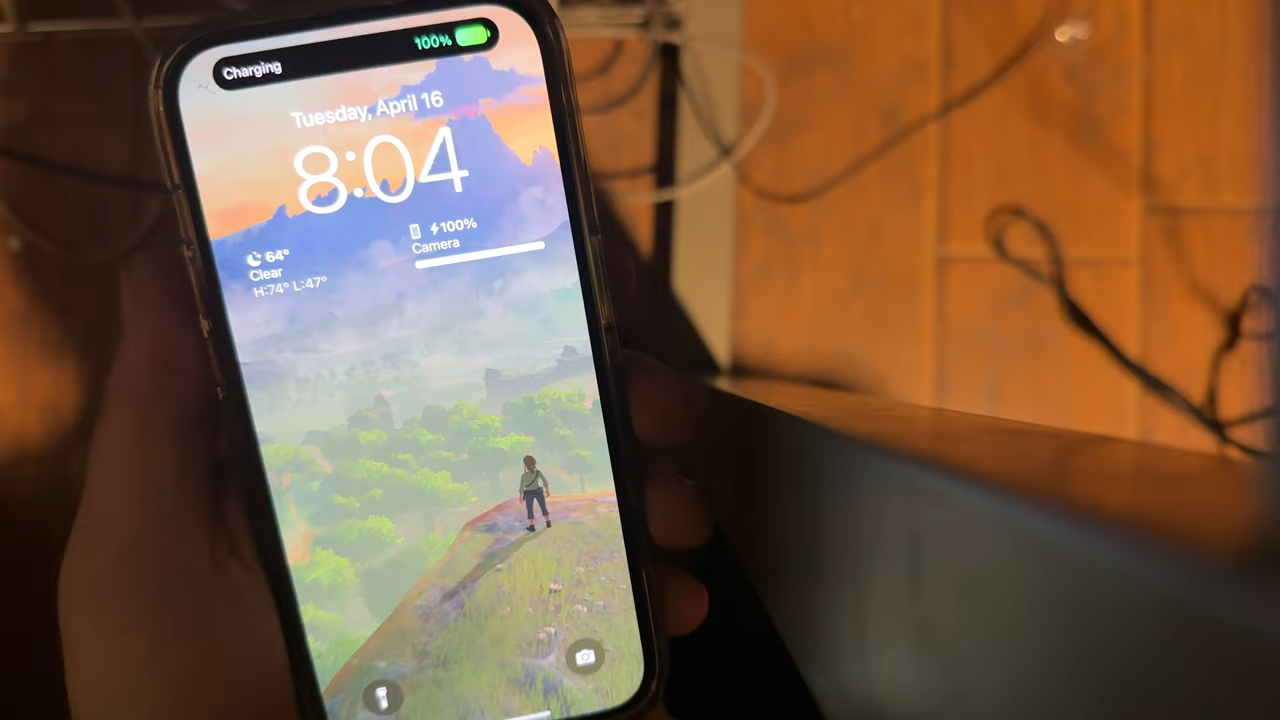 Charging 100%
Tuesday, April 16
8:04
64°
Clear
H:74° L:47°
100%
Camera